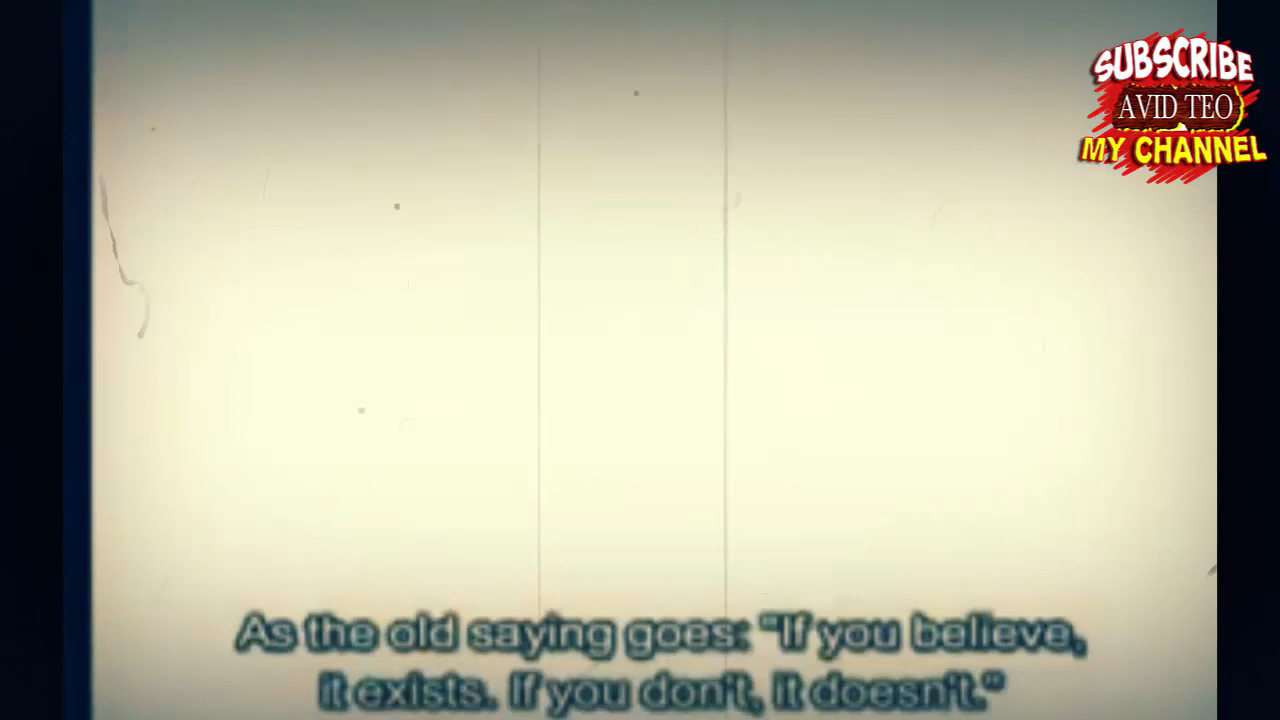 SUBSCRIBE
AVID TEO
MY CHANNEL
As the old saying goes: "If you believe,
it exists. If you don't, it doesn't."